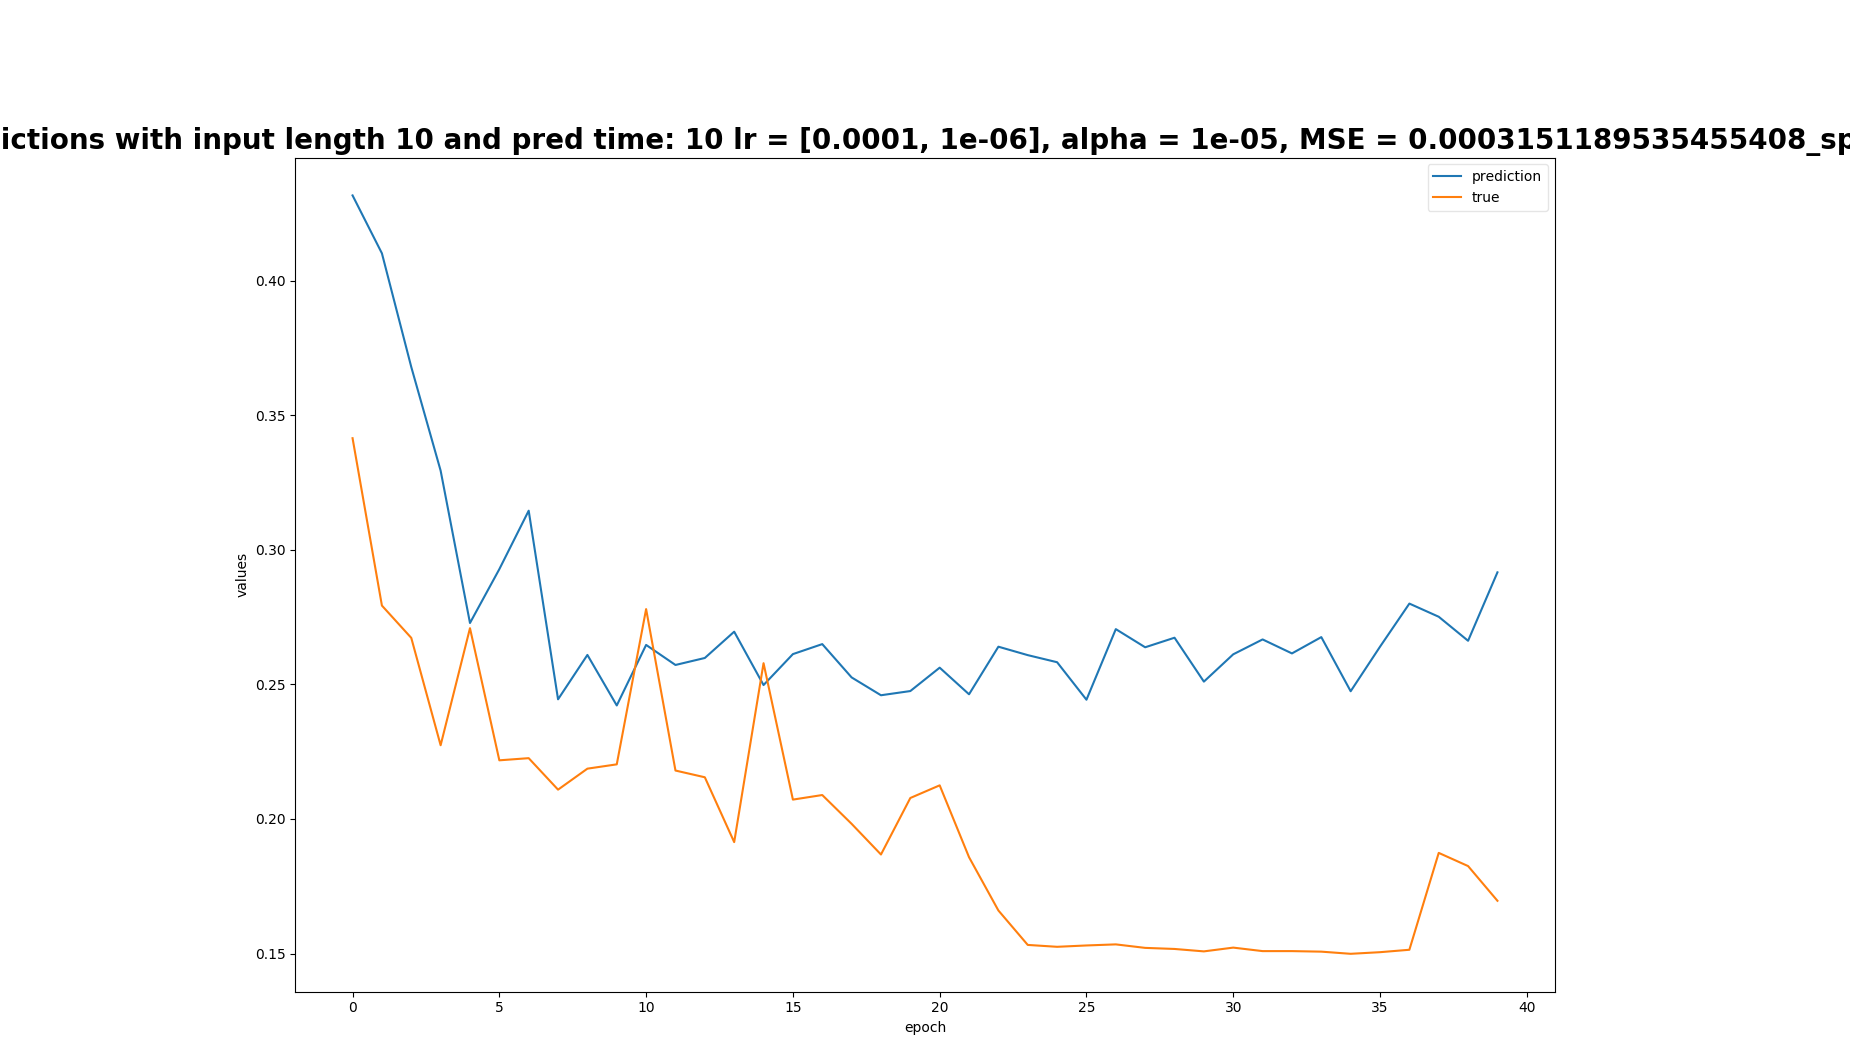 ictions with input length 10 and pred time: 10 lr = [0.0001, 1e-06], alpha = 1e-05, MSE = 0.0003151189535455408_sp
prediction
true
0.40
0.35
0.30
0.25
0.20
0.15
values
0 5 10 15 20 25 30 35 40
epoch